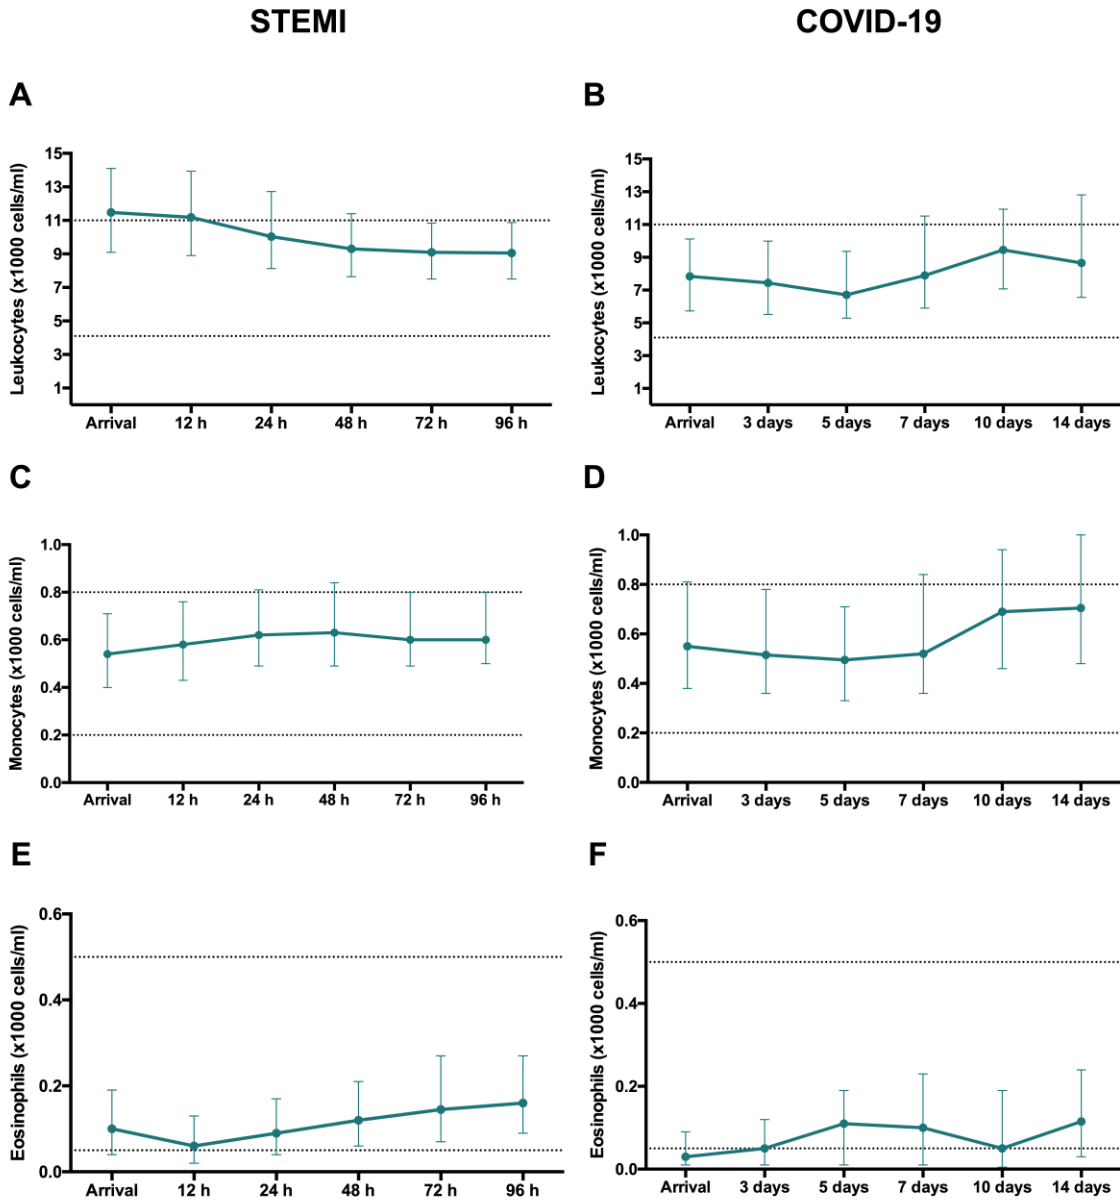 STEMI
COVID-19
A
Leukocytes (x1000 cells/ml)
15
13
11
9
7
5
3
1
Arrival 12 h 24 h 48 h 72 h 96 h
B
Leukocytes (x1000 cells/ml)
15
13
11
9
7
5
3
1
Arrival 3 days 5 days 7 days 10 days 14 days
C
Monocytes (x1000 cells/ml)
1.0
0.8
0.6
0.4
0.2
0.0
Arrival 12 h 24 h 48 h 72 h 96 h
D
Monocytes (x1000 cells/ml)
1.0
0.8
0.6
0.4
0.2
0.0
Arrival 3 days 5 days 7 days 10 days 14 days
E
Eosinophils (x1000 cells/ml)
0.6
0.4
0.2
0.0
Arrival 12 h 24 h 48 h 72 h 96 h
F
Eosinophils (x1000 cells/ml)
0.6
0.4
0.2
0.0
Arrival 3 days 5 days 7 days 10 days 14 days